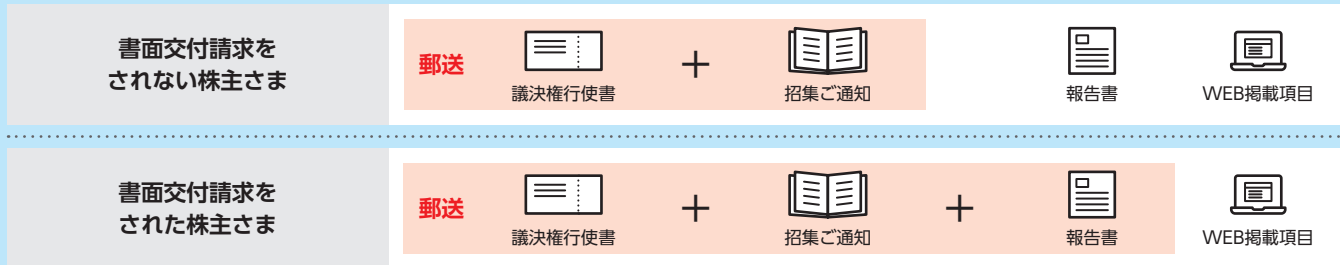 書面交付請求を
されない株主さま
郵送
＋
議決権行使書
招集ご通知
報告書
WEB掲載項目
書面交付請求を
された株主さま
郵送
＋
＋
議決権行使書
招集ご通知
報告書
WEB掲載項目